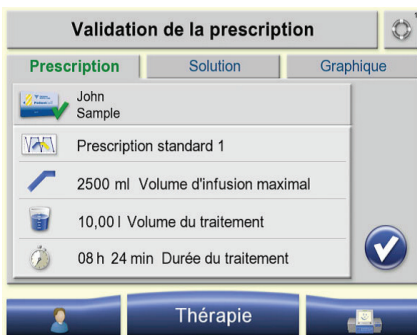 Validation de la prescription
Prescription
Solution
Graphique
John
Sample
Prescription standard 1
2500 ml Volume d'infusion maximal
10,00 l Volume du traitement
08 h 24 min Durée du traitement
Thérapie